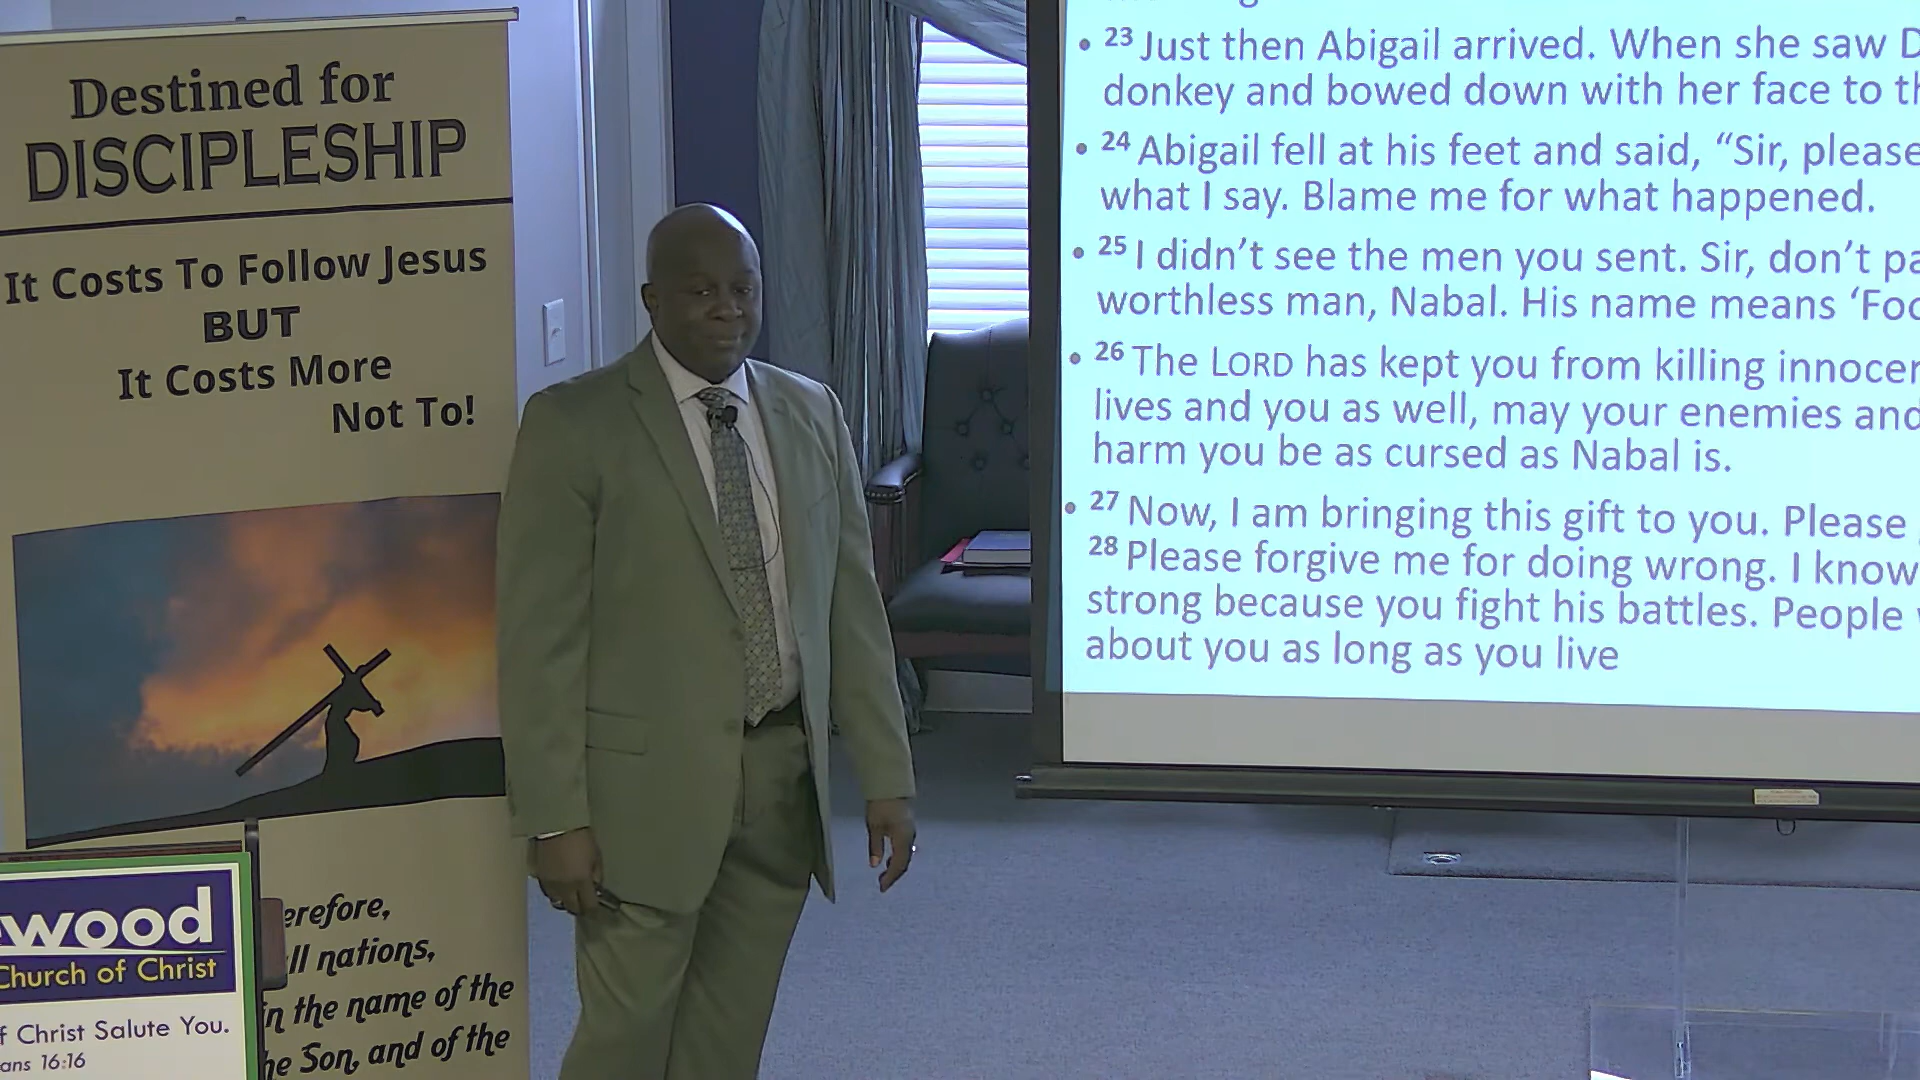 Destined for
DISCIPLESHIP
It Costs To Follow Jesus
BUT
It Costs More
Not To!
erefore,
ll nations,
in the name of the
he Son, and of the
wood
Church of Christ
f Christ Salute You.
ans 16:16
• 23 Just then Abigail arrived. When she saw D
donkey and bowed down with her face to th
• 24 Abigail fell at his feet and said, “Sir, please
what I say. Blame me for what happened.
• 25 I didn’t see the men you sent. Sir, don’t pa
worthless man, Nabal. His name means ‘Foo
• 26 The LORD has kept you from killing innocen
lives and you as well, may your enemies and
harm you be as cursed as Nabal is.
• 27 Now, I am bringing this gift to you. Please
28 Please forgive me for doing wrong. I know
strong because you fight his battles. People
about you as long as you live